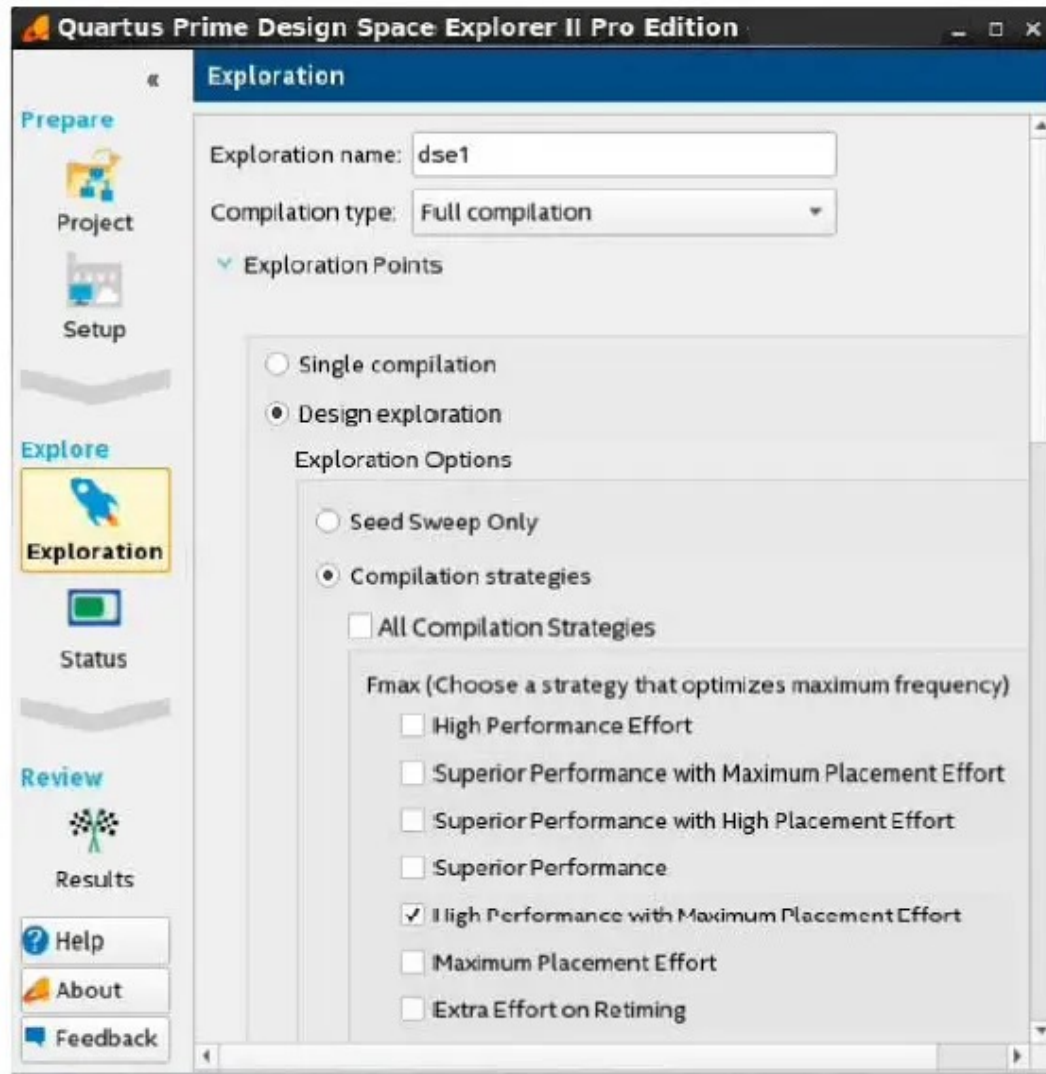 Quartus Prime Design Space Explorer II Pro Edition
«
Exploration
Prepare
Project
Setup
Explore
Exploration
Status
Review
Results
Help
About
Feedback
Exploration name: dse1
Compilation type: Full compilation
Exploration Points
Single compilation
Design exploration
Exploration Options
Seed Sweep Only
Compilation strategies
All Compilation Strategies
Fmax (Choose a strategy that optimizes maximum frequency)
High Performance Effort
Superior Performance with Maximum Placement Effort
Superior Performance with High Placement Effort
Superior Performance
High Performance with Maximum Placement Effort
Maximum Placement Effort
Extra Effort on Retiming